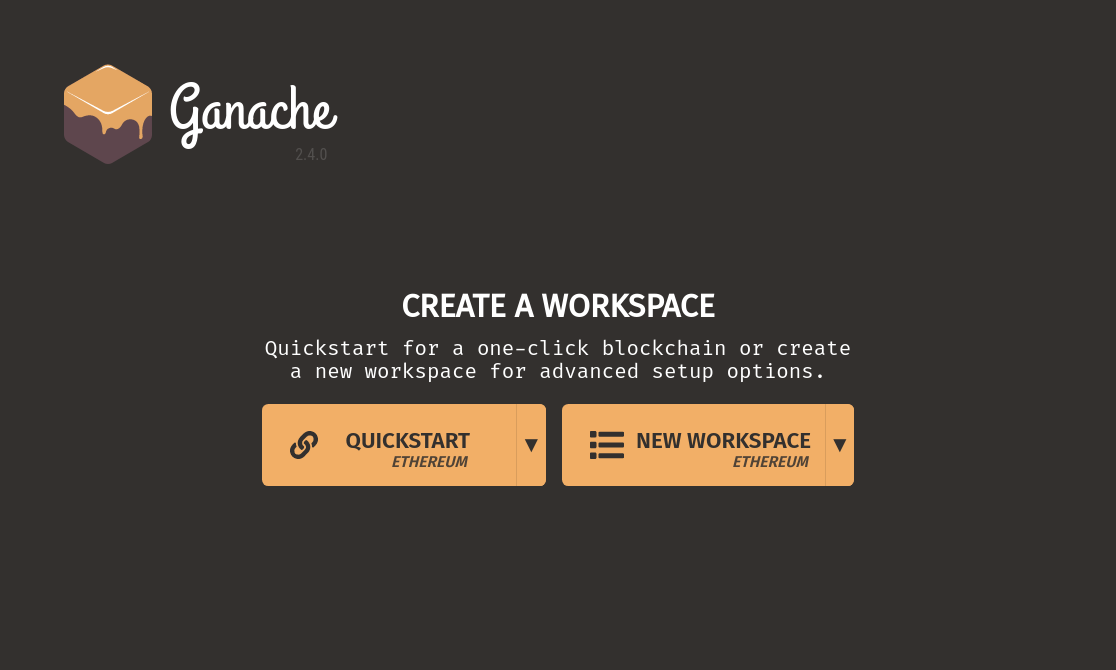 Ganache
2.4.0
CREATE A WORKSPACE
Quickstart for a one-click blockchain or create
a new workspace for advanced setup options.
QUICKSTART
ETHEREUM
▼
NEW WORKSPACE
ETHEREUM
▼